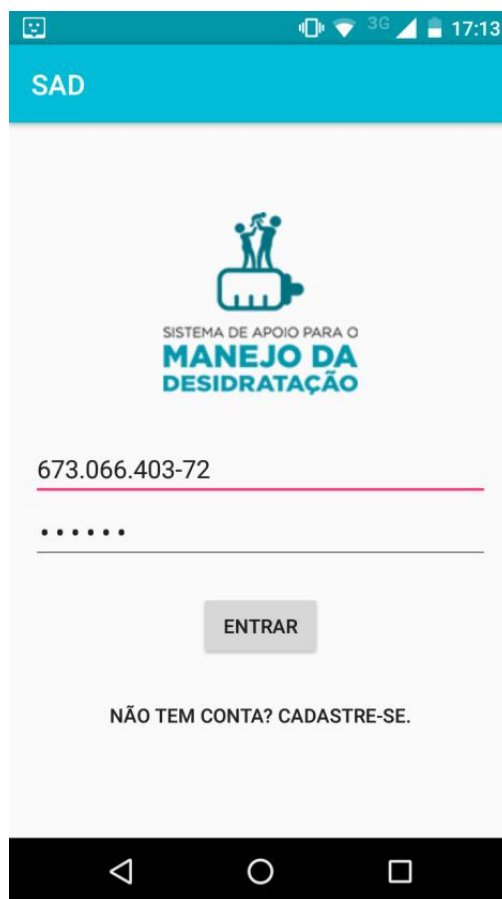 3G 17:13
SAD
SISTEMA DE APOIO PARA O
MANEJO DA
DESIDRATAÇÃO
673.066.403-72
••••••
ENTRAR
NÃO TEM CONTA? CADASTRE-SE.